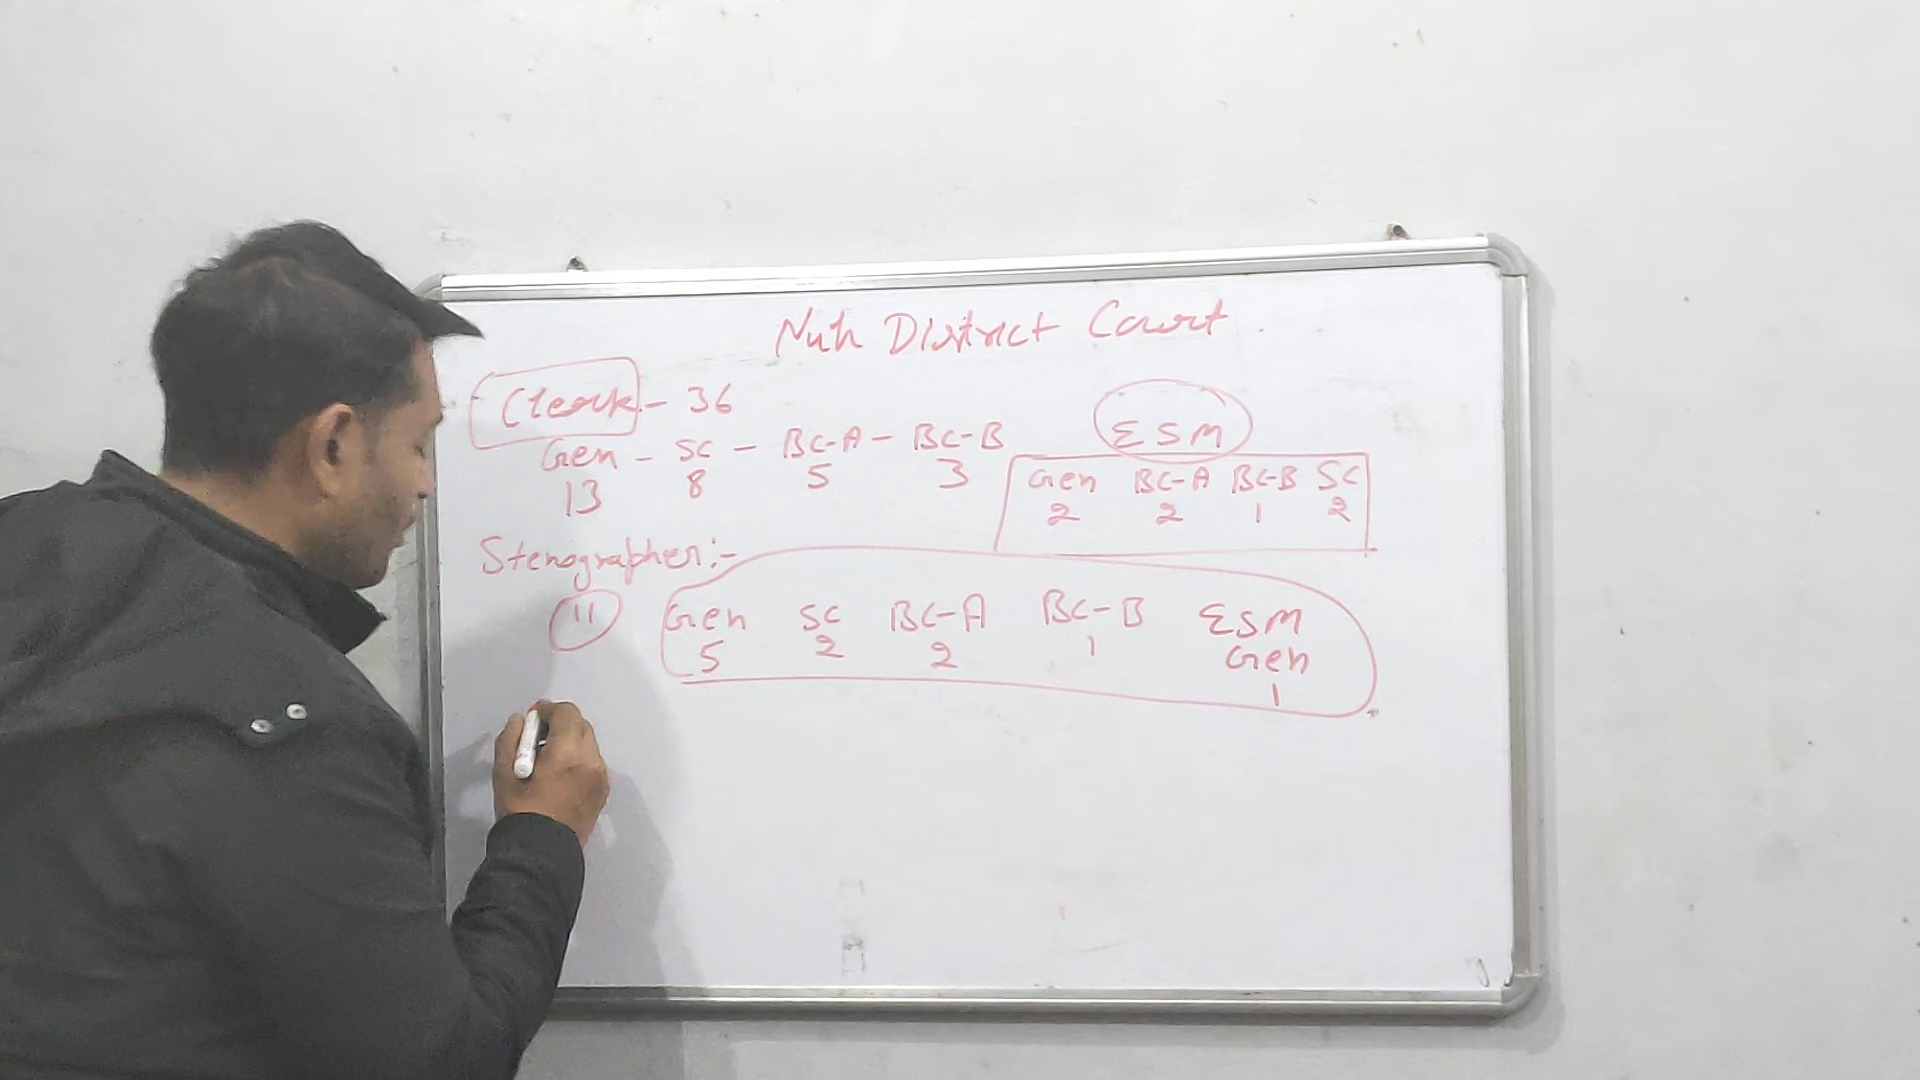 Nuh District Court
Clerk - 36
Gen - SC - BC-A - BC-B
13 8 5 3
ESM
Gen BC-A BC-B SC
2 2 1 2
Stenographer:-
11
Gen SC BC-A BC-B ESM
5 2 2 1 Gen
1